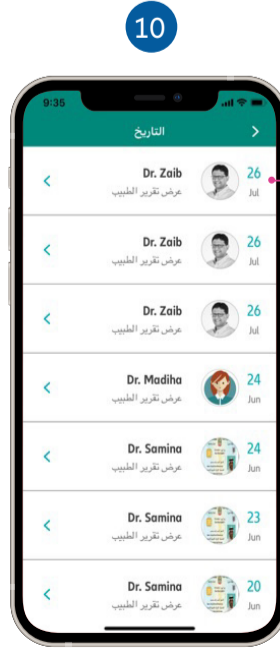 10
9:35
التاريخ
26
Jul
Dr. Zaib
عرض تقرير الطبيب
26
Jul
Dr. Zaib
عرض تقرير الطبيب
26
Jul
Dr. Zaib
عرض تقرير الطبيب
24
Jun
Dr. Madiha
عرض تقرير الطبيب
24
Jun
Dr. Samina
عرض تقرير الطبيب
23
Jun
Dr. Samina
عرض تقرير الطبيب
20
Jun
Dr. Samina
عرض تقرير الطبيب